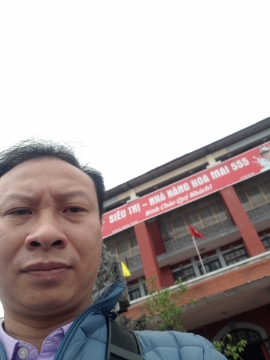 SIÊU THỊ - NHÀ HÀNG HOA MAI 555
Kính Chào Quý Khách!